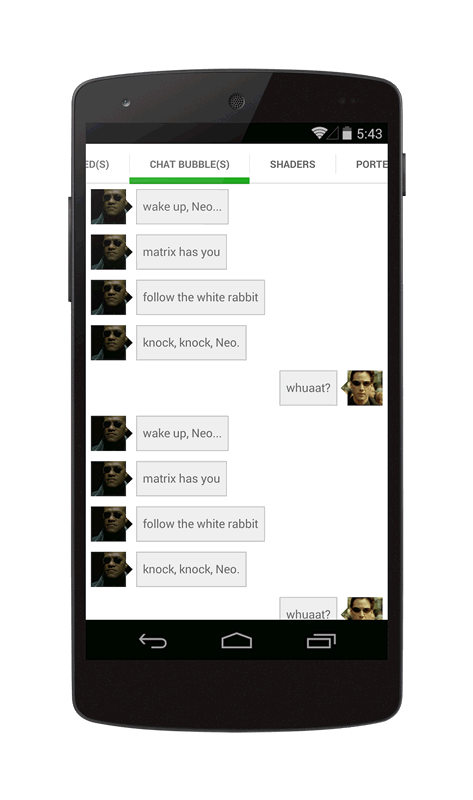 5:43
ED(S) CHAT BUBBLE(S) SHADERS PORTE
wake up, Neo...
matrix has you
follow the white rabbit
knock, knock, Neo.
whuaat?
wake up, Neo...
matrix has you
follow the white rabbit
knock, knock, Neo.
whuaat?